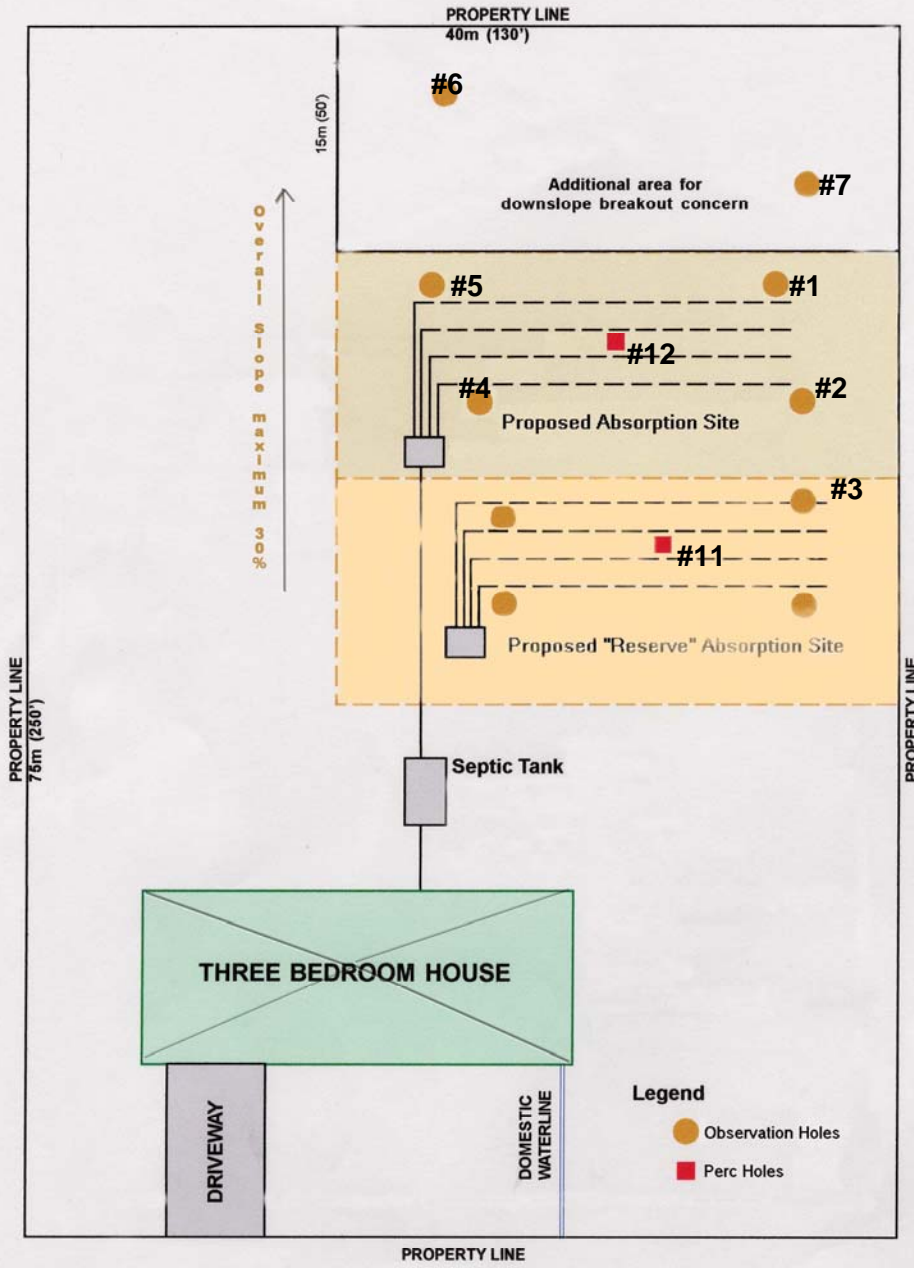 PROPERTY LINE
40m (130')
#6
15m (50')
#7
Additional area for
downslope breakout concern
Overall Slope maximum 30%
#5
#1
#12
#4
#2
Proposed Absorption Site
#3
#11
Proposed "Reserve" Absorption Site
PROPERTY LINE
75m (250')
PROPERTY LINE
Septic Tank
THREE BEDROOM HOUSE
DRIVEWAY
DOMESTIC
WATERLINE
Legend
Observation Holes
Perc Holes
PROPERTY LINE